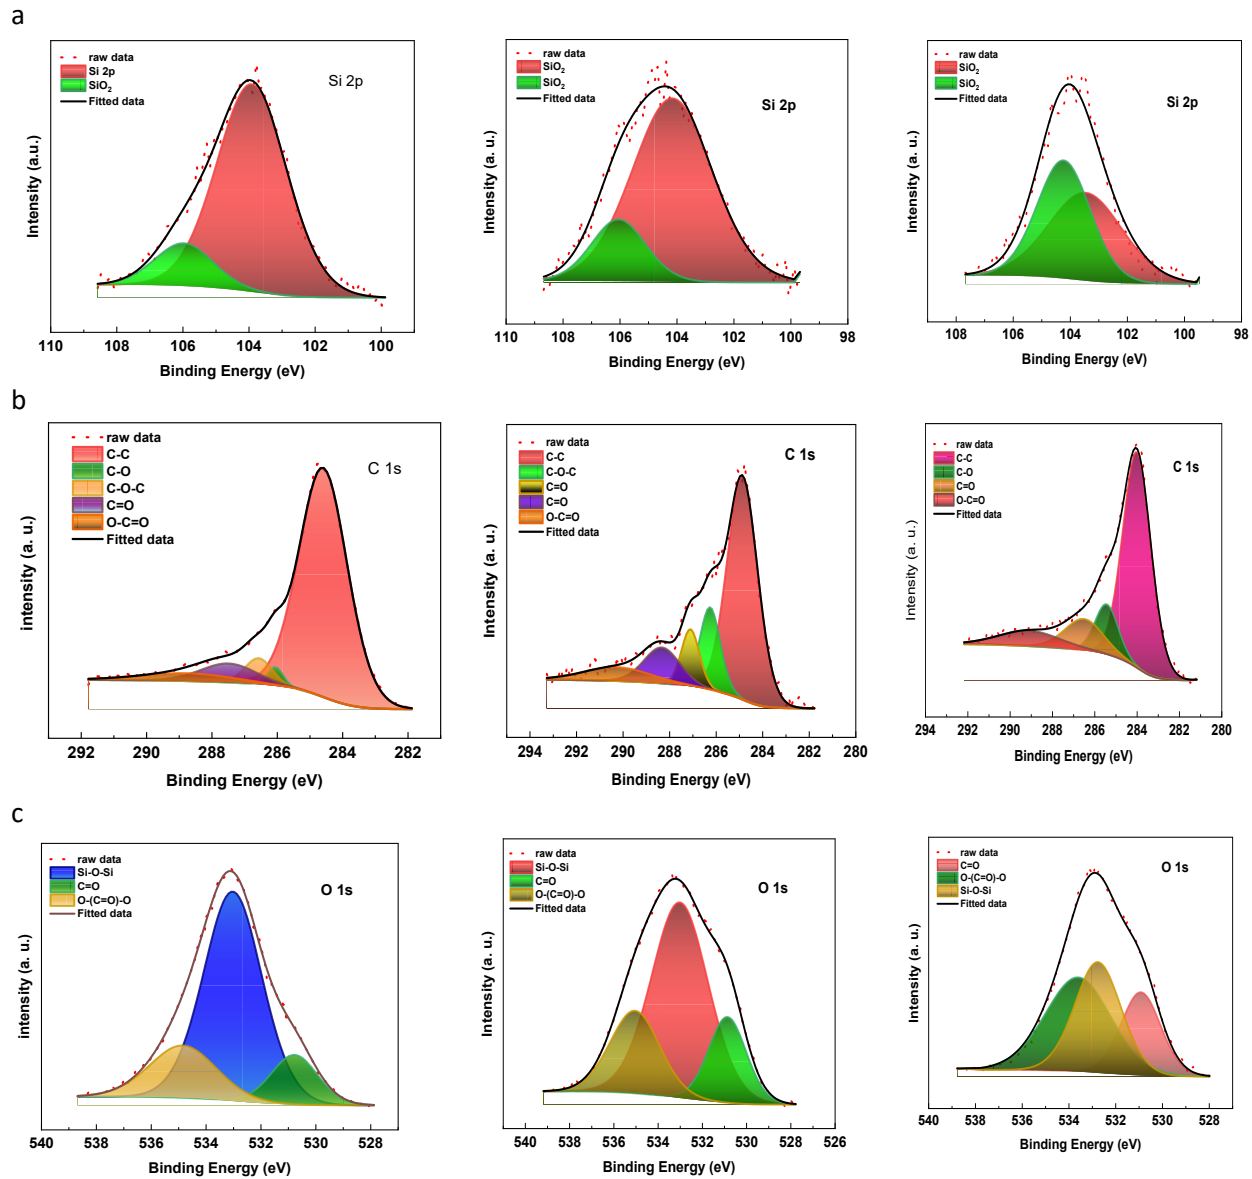 a
raw data
Si 2p
SiO2
Fitted data
Si 2p
Intensity (a.u.)
110 108 106 104 102 100
Binding Energy (eV)
raw data
SiO2
SiO2
Fitted data
Si 2p
Intensity (a. u.)
110 108 106 104 102 100 98
Binding Energy (eV)
raw data
SiO2
SiO2
Fitted data
Si 2p
Intensity (a. u.)
108 106 104 102 100 98
Binding Energy (eV)
b
raw data
C-C
C-O
C-O-C
C=O
O-C=O
Fitted data
C 1s
intensity (a. u.)
292 290 288 286 284 282
Binding Energy (eV)
raw data
C-C
C-O-C
C=O
C=O
O-C=O
Fitted data
C 1s
Intensity (a. u.)
294 292 290 288 286 284 282 280
Binding Energy (eV)
raw data
C-C
C-O
C=O
O-C=O
Fitted data
C 1s
Intensity (a. u.)
294 292 290 288 286 284 282 280
Binding Energy (eV)
c
raw data
Si-O-Si
C=O
O-(C=O)-O
Fitted data
O 1s
intensity (a. u.)
540 538 536 534 532 530 528
Binding Energy (eV)
raw data
Si-O-Si
C=O
O-(C=O)-O
Fitted data
O 1s
Intensity (a. u.)
540 538 536 534 532 530 528 526
Binding Energy (eV)
raw data
C=O
O-(C=O)-O
Si-O-Si
Fitted data
O 1s
Intensity (a. u.)
540 538 536 534 532 530 528
Binding Energy (eV)